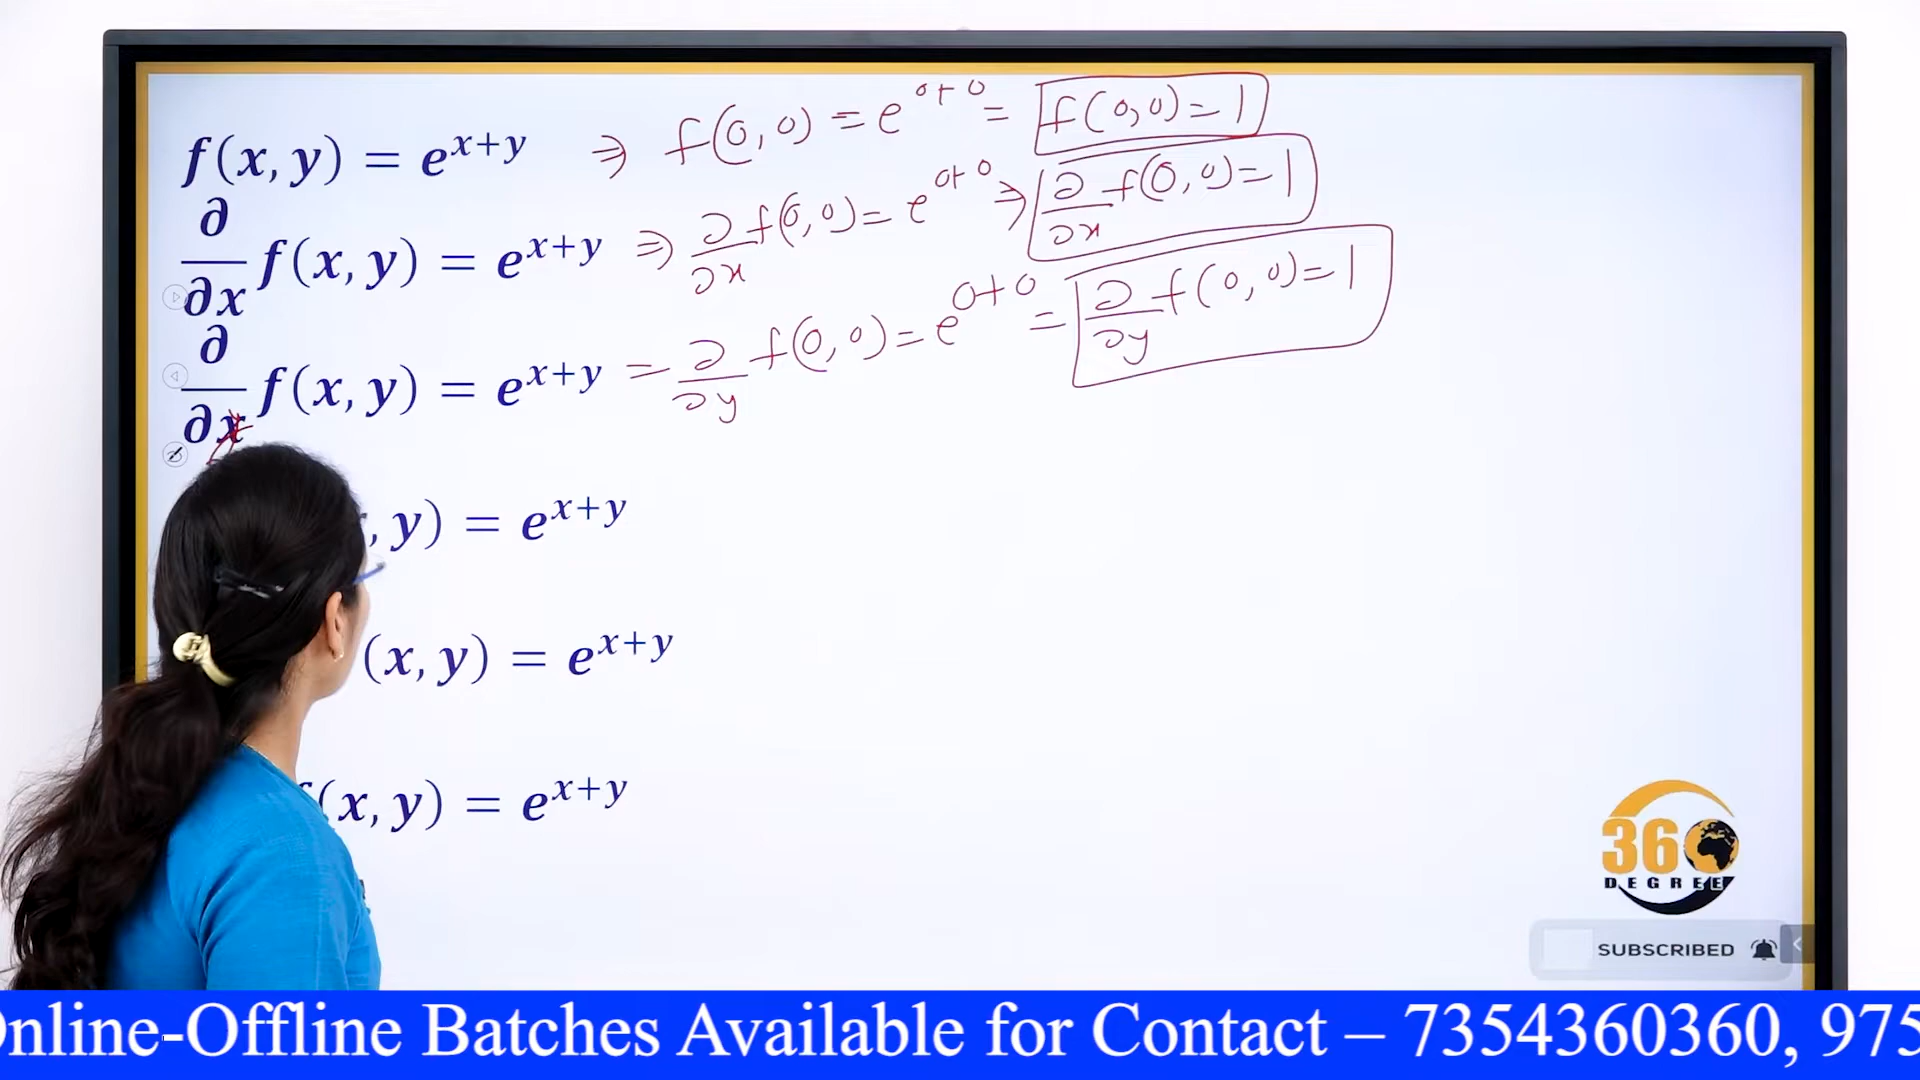 f(x, y) = e^{x+y} ⇒ f(0, 0) = e^{0+0} = f(0,0) = 1
∂/∂x f(x, y) = e^{x+y} ⇒ ∂/∂x f(0,0) = e^{0+0} ⇒ ∂/∂x f(0,0) = 1
∂/∂x f(x, y) = e^{x+y} = ∂/∂y f(0,0) = e^{0+0} = ∂/∂y f(0,0) = 1
, y) = e^{x+y}
(x, y) = e^{x+y}
(x, y) = e^{x+y}
360
DEGREE
SUBSCRIBED
Online-Offline Batches Available for Contact – 7354360360, 975